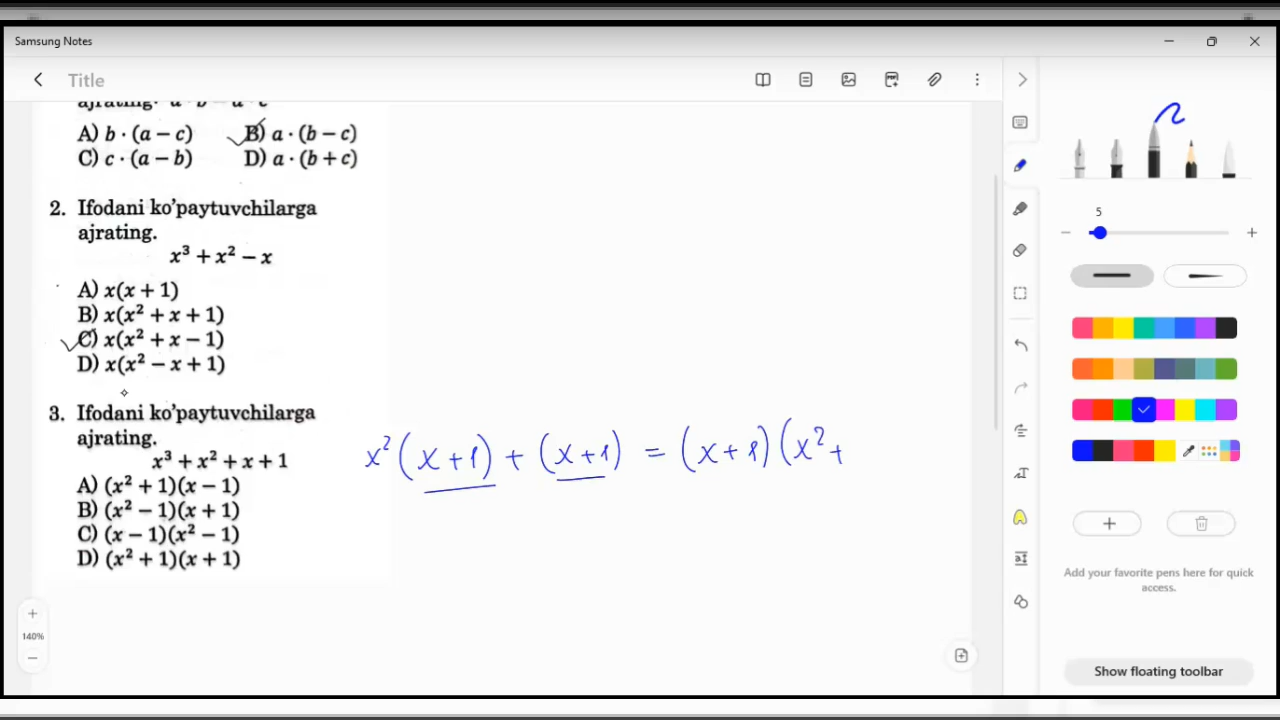 Samsung Notes
Title
ajrating. a · b − a · c
A) b · (a − c) B) a · (b − c)
C) c · (a − b) D) a · (b + c)
2. Ifodani ko'paytuvchilarga
ajrating.
x³ + x² − x
A) x(x + 1)
B) x(x² + x + 1)
C) x(x² + x − 1)
D) x(x² − x + 1)
3. Ifodani ko'paytuvchilarga
ajrating.
x³ + x² + x + 1
A) (x² + 1)(x − 1)
B) (x² − 1)(x + 1)
C) (x − 1)(x² − 1)
D) (x² + 1)(x + 1)
x² (x+1) + (x+1) = (x+1) (x² +
140%
PDF
5
Add your favorite pens here for quick
access.
Show floating toolbar